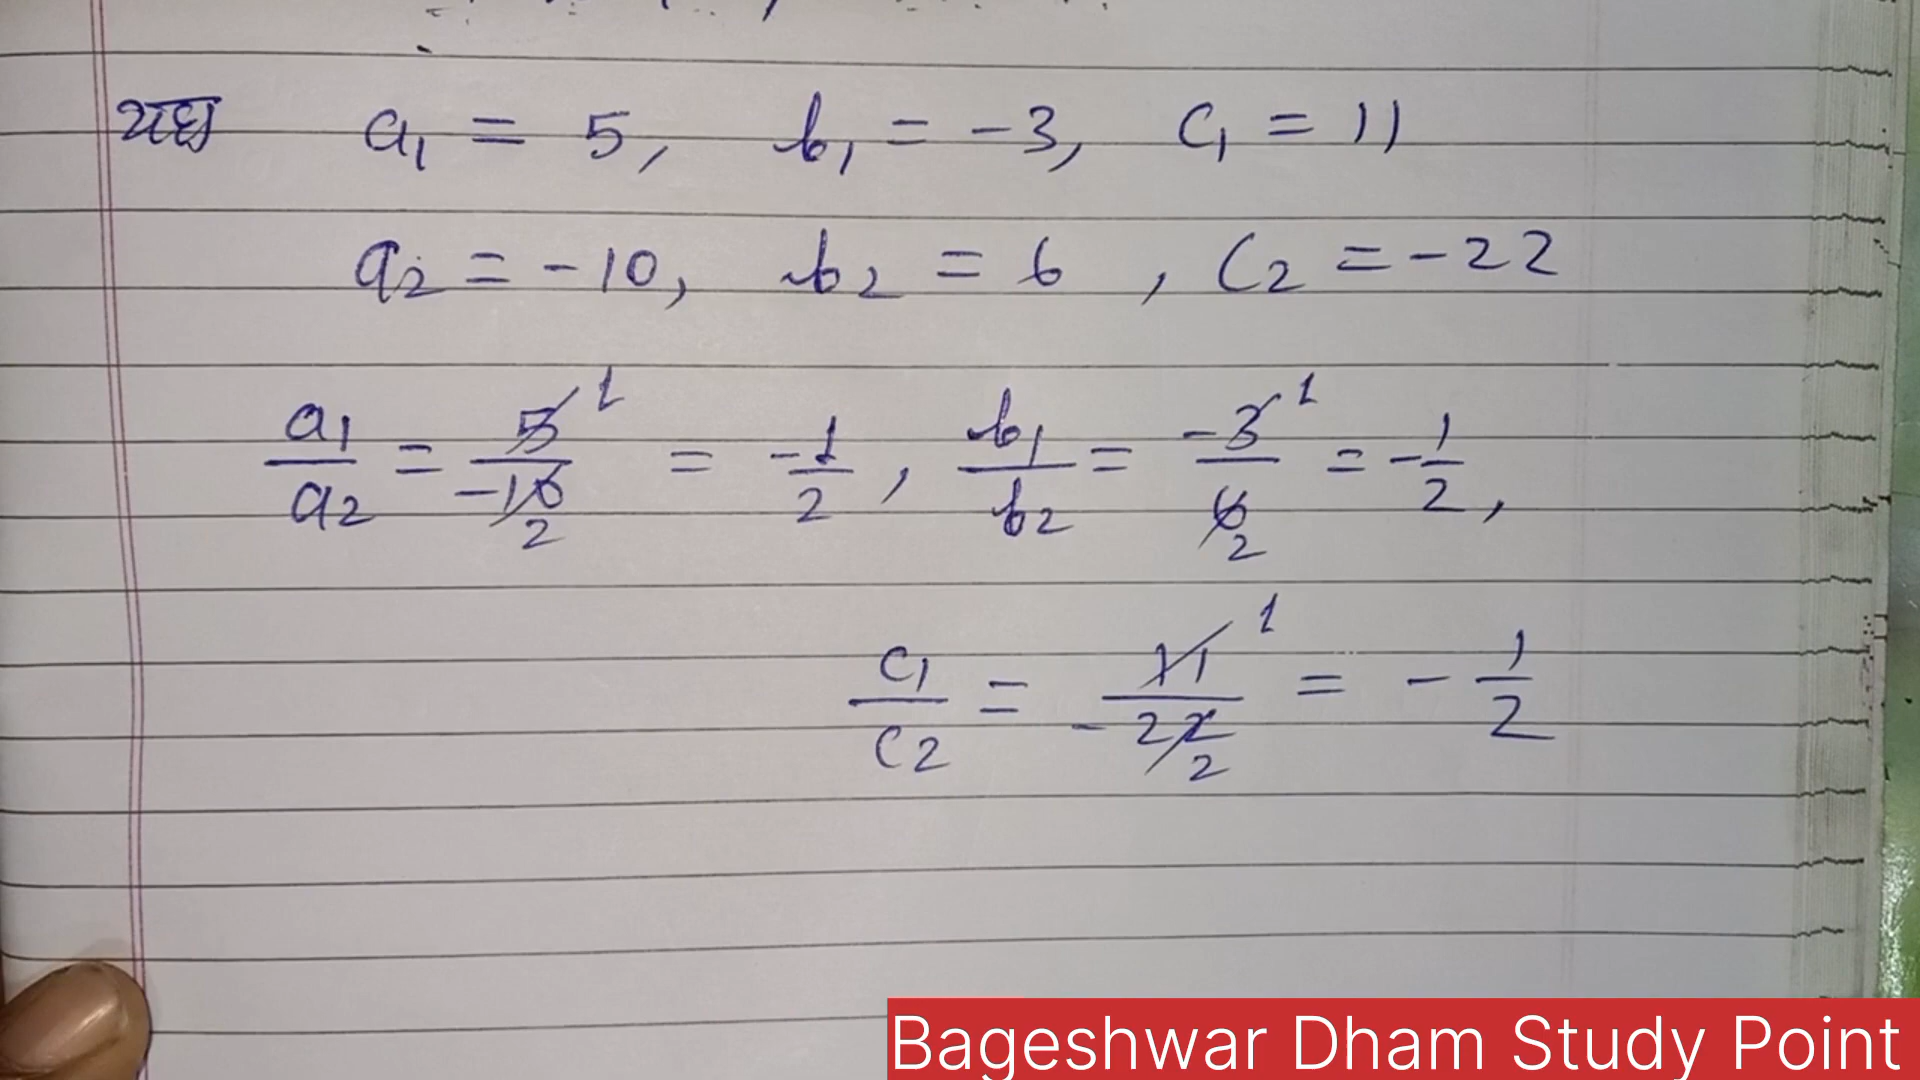 यहाँ a₁ = 5, b₁ = -3, c₁ = 11
a₂ = -10, b₂ = 6, c₂ = -22
a₁/a₂ = 5/-10 = -1/2, b₁/b₂ = -3/6 = -1/2,
c₁/c₂ = 11/-22 = -1/2
Bageshwar Dham Study Point